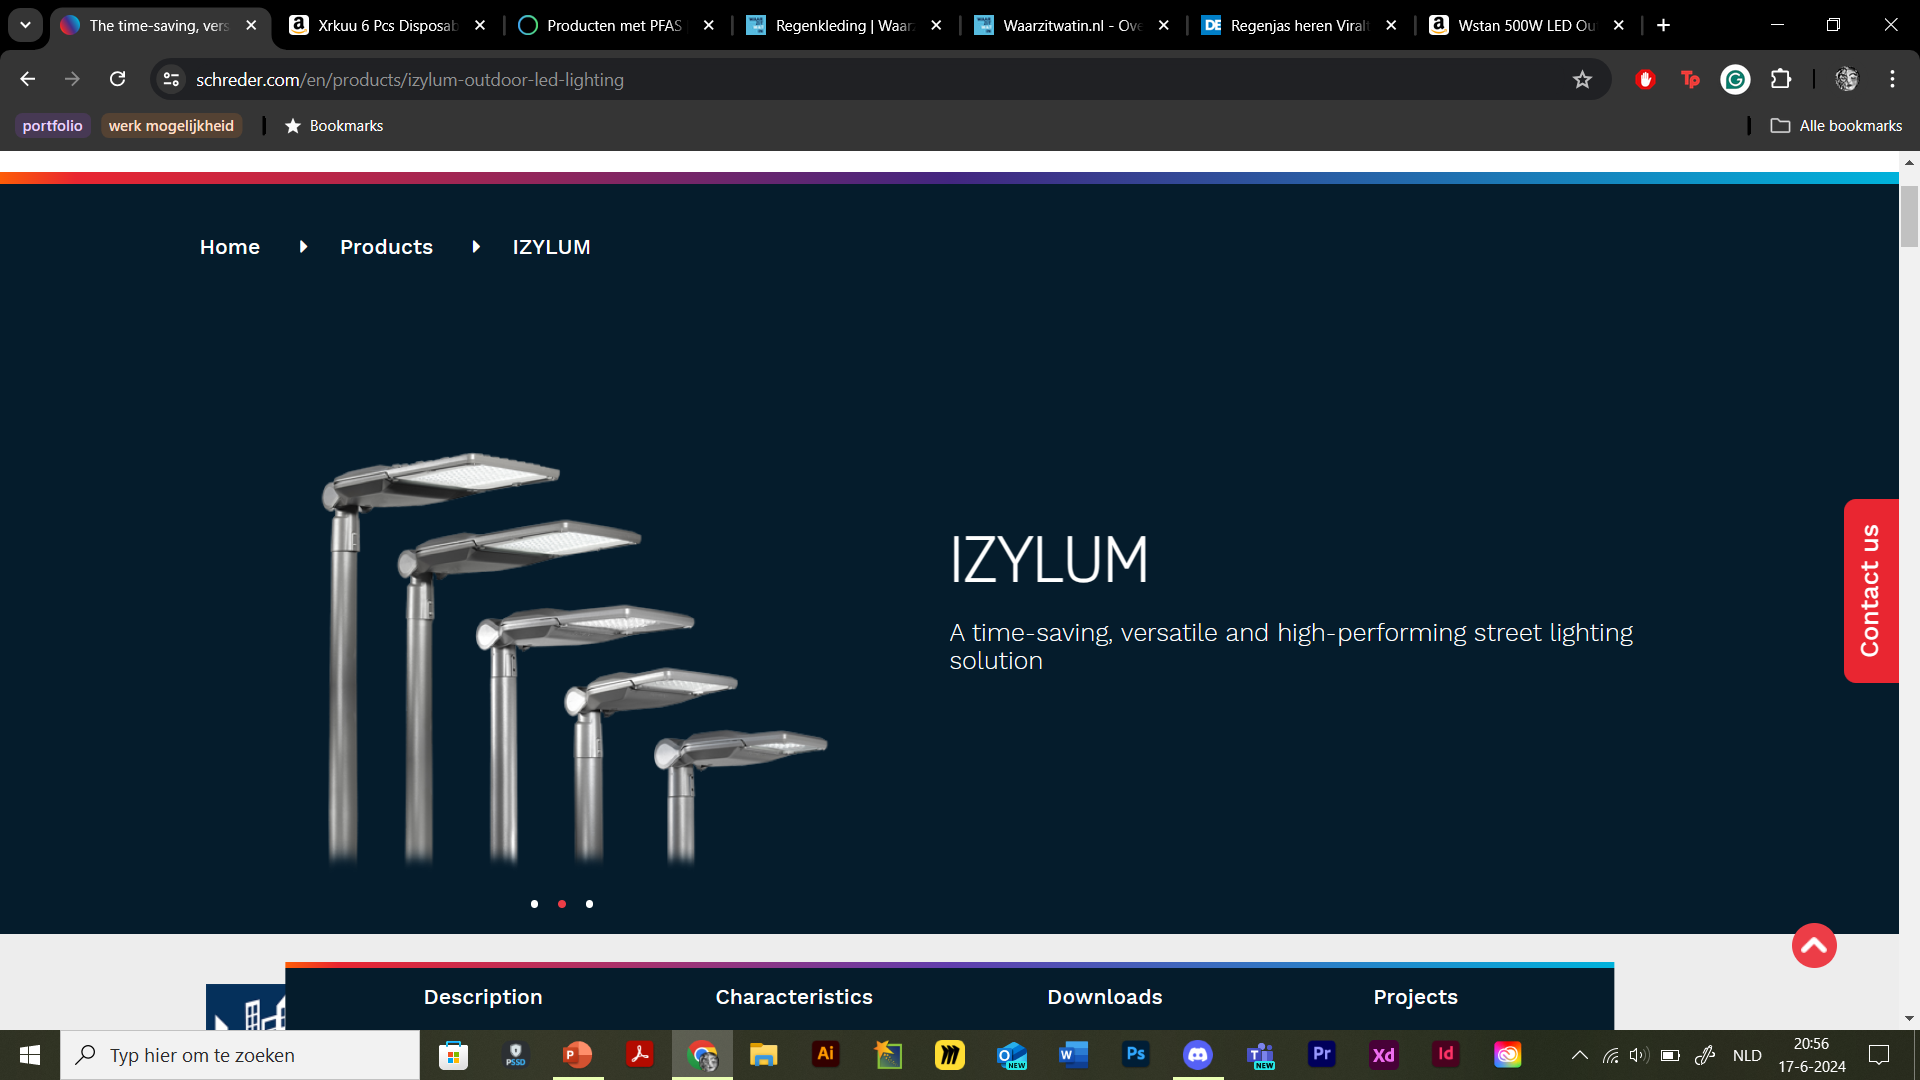 The time-saving, vers
Xrkuu 6 Pcs Disposab
Producten met PFAS
Regenkleding | Waarz
Waarzitwatin.nl - Ove
Regenjas heren Viralt
Wstan 500W LED Ou
schreder.com/en/products/izylum-outdoor-led-lighting
portfolio
werk mogelijkheid
Bookmarks
Alle bookmarks
Home
Products
IZYLUM
IZYLUM
A time-saving, versatile and high-performing street lighting
solution
Contact us
Description
Characteristics
Downloads
Projects
Typ hier om te zoeken
NLD
20:56
17-6-2024